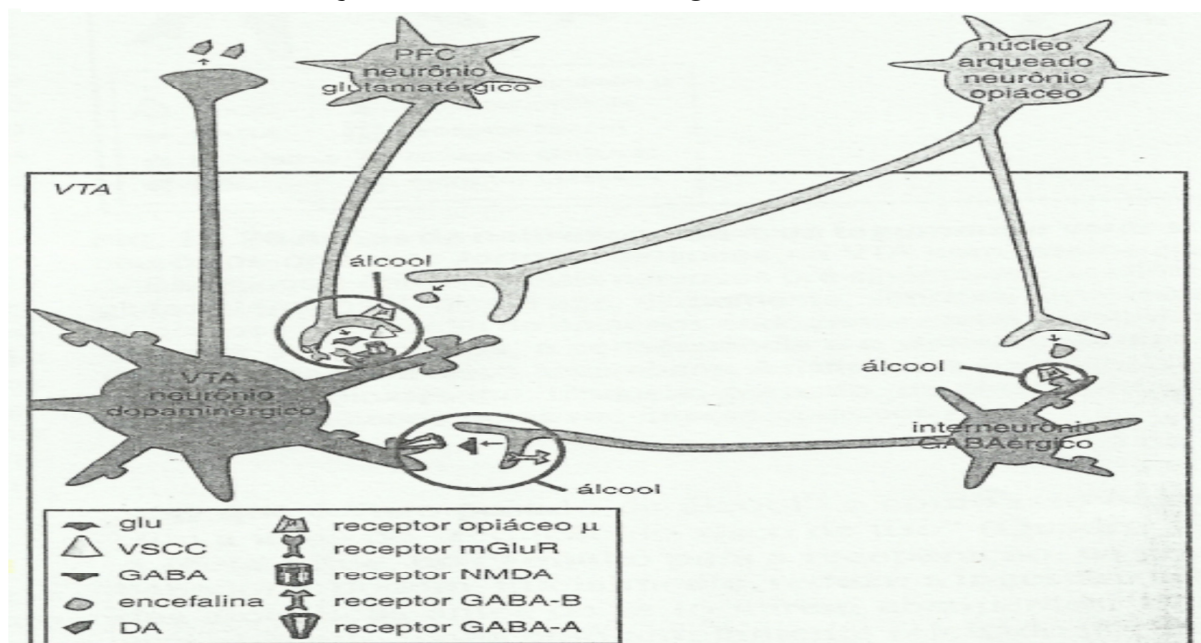 PFC
neurônio
glutamatérgico
núcleo
arqueado
neurônio
opiáceo
VTA
álcool
VTA
neurônio
dopaminérgico
álcool
interneurônio
GABAérgico
álcool
glu
VSCC
GABA
encefalina
DA
receptor opiáceo μ
receptor mGluR
receptor NMDA
receptor GABA-B
receptor GABA-A